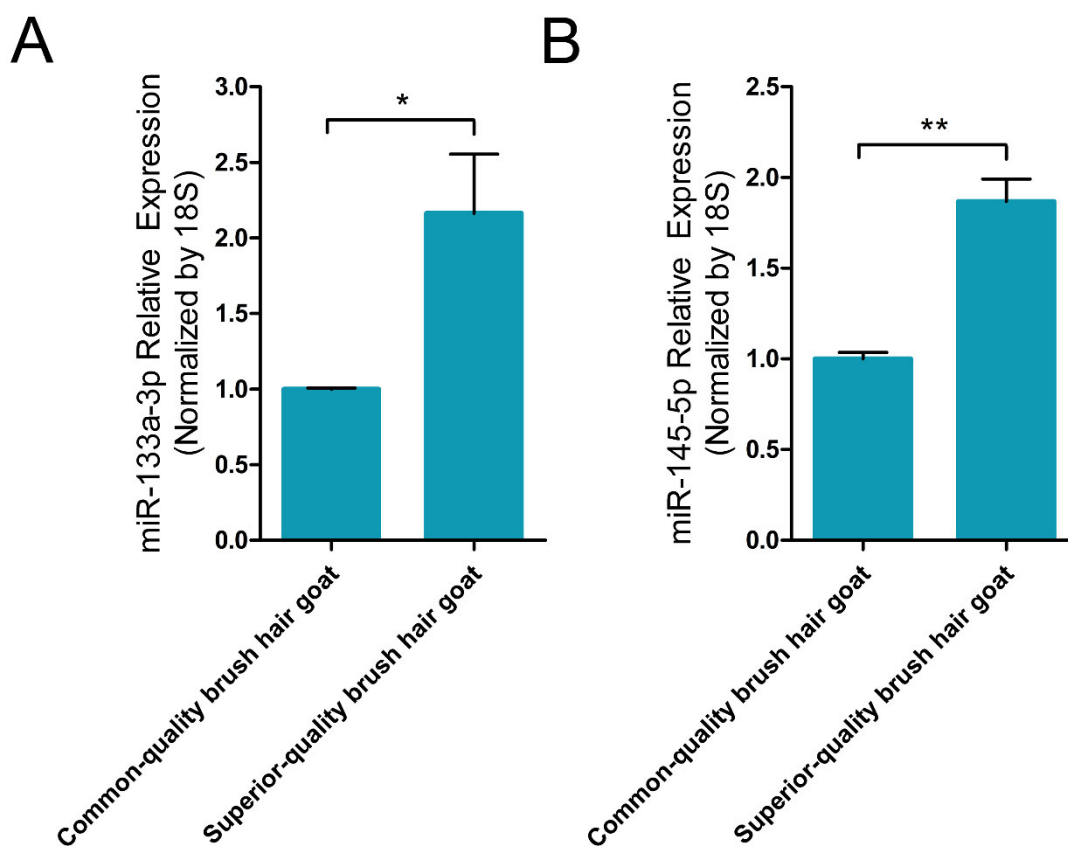 A
miR-133a-3p Relative Expression
(Normalized by 18S)
3.0
2.5
2.0
1.5
1.0
0.5
0.0
*
Common-quality brush hair goat
Superior-quality brush hair goat
B
miR-145-5p Relative Expression
(Normalized by 18S)
2.5
2.0
1.5
1.0
0.5
0.0
**
Common-quality brush hair goat
Superior-quality brush hair goat